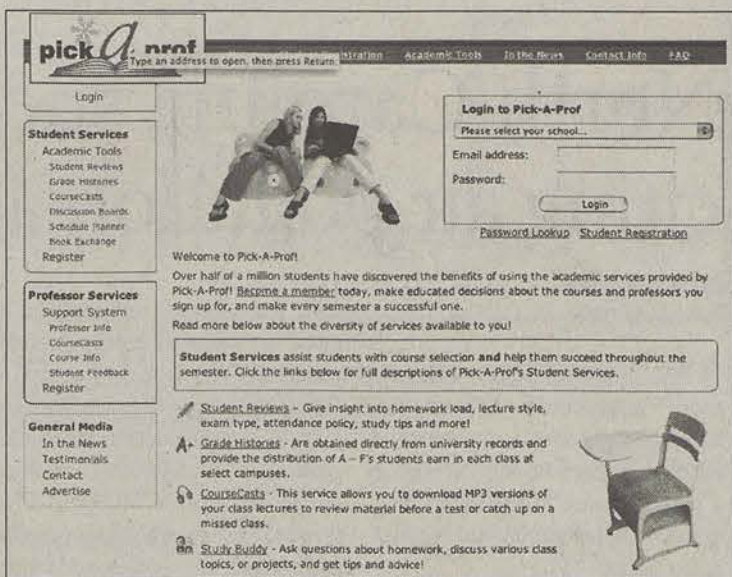 pick a prof
Type an address to open, then press Return.
Academic Tools In the News Contact Info FAQ
Login
Student Services
Academic Tools
Student Reviews
Grade Histories
CourseCasts
Discussion Boards
Schedule Planner
Book Exchange
Register
Professor Services
Support System
Professor Info
CourseCasts
Course Info
Student Feedback
Register
General Media
In the News
Testimonials
Contact
Advertise
Login to Pick-A-Prof
Please select your school...
Email address:
Password:
Login
Password Lookup Student Registration
Welcome to Pick-A-Prof!
Over half of a million students have discovered the benefits of using the academic services provided by
Pick-A-Prof! Become a member today, make educated decisions about the courses and professors you
sign up for, and make every semester a successful one.
Read more below about the diversity of services available to you!
Student Services assist students with course selection and help them succeed throughout the
semester. Click the links below for full descriptions of Pick-A-Prof's Student Services.
Student Reviews – Give insight into homework load, lecture style,
exam type, attendance policy, study tips and more!
A+ Grade Histories - Are obtained directly from university records and
provide the distribution of A – F's students earn in each class at
select campuses.
CourseCasts - This service allows you to download MP3 versions of
your class lectures to review material before a test or catch up on a
missed class.
Study Buddy - Ask questions about homework, discuss various class
topics, or projects, and get tips and advice!